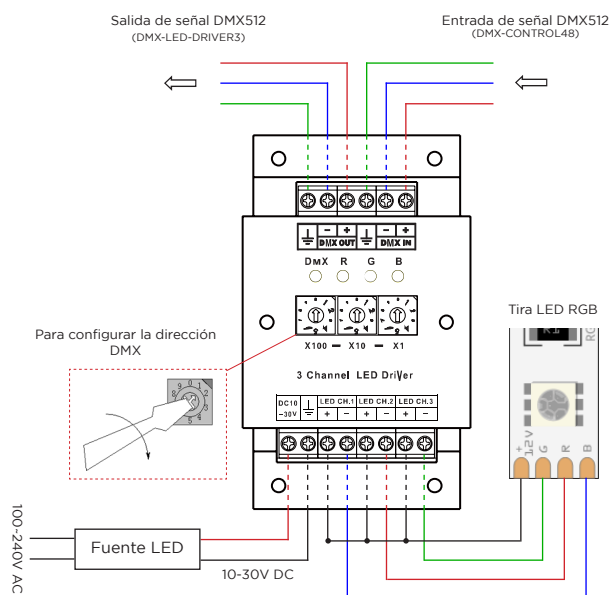 Salida de señal DMX512
(DMX-LED-DRIVER3)
Entrada de señal DMX512
(DMX-CONTROL48)
− + − +
DMX OUT DMX IN
DMX R G B
X100 − X10 − X1
3 Channel LED Driver
DC10
−30V
LED CH.1 LED CH.2 LED CH.3
+ − + − + −
Para configurar la dirección
DMX
Tira LED RGB
+
12V
G
R
B
100-240V AC
Fuente LED
10-30V DC